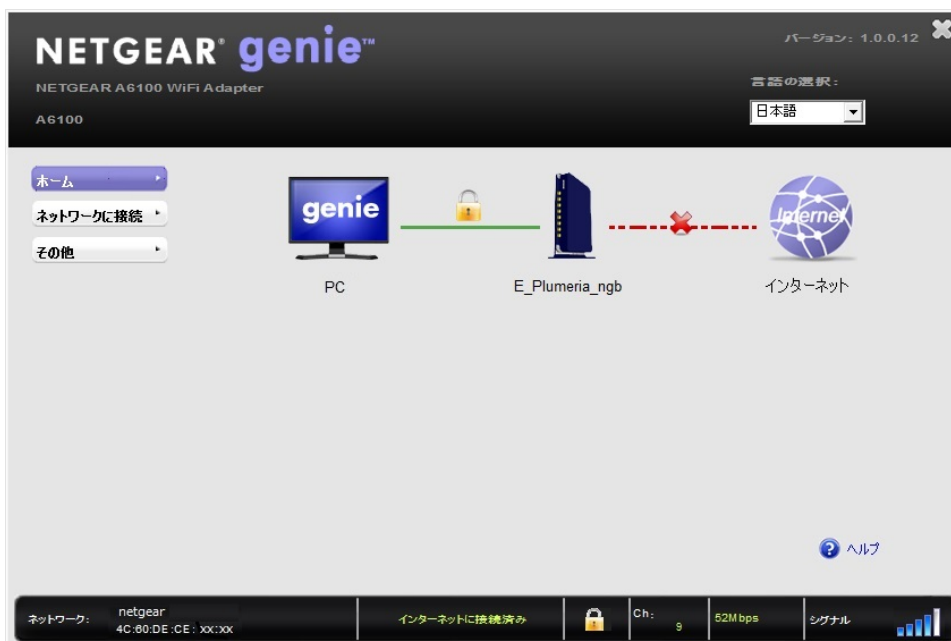 NETGEAR® genie™
バージョン: 1.0.0.12
NETGEAR A6100 WiFi Adapter
言語の選択:
A6100
日本語
ホーム
ネットワークに接続
その他
genie
Internet
PC
E_Plumeria_ngb
インターネット
ヘルプ
ネットワーク:
netgear
4C:60:DE:CE: xx:xx
インターネットに接続済み
Ch:
9
52Mbps
シグナル